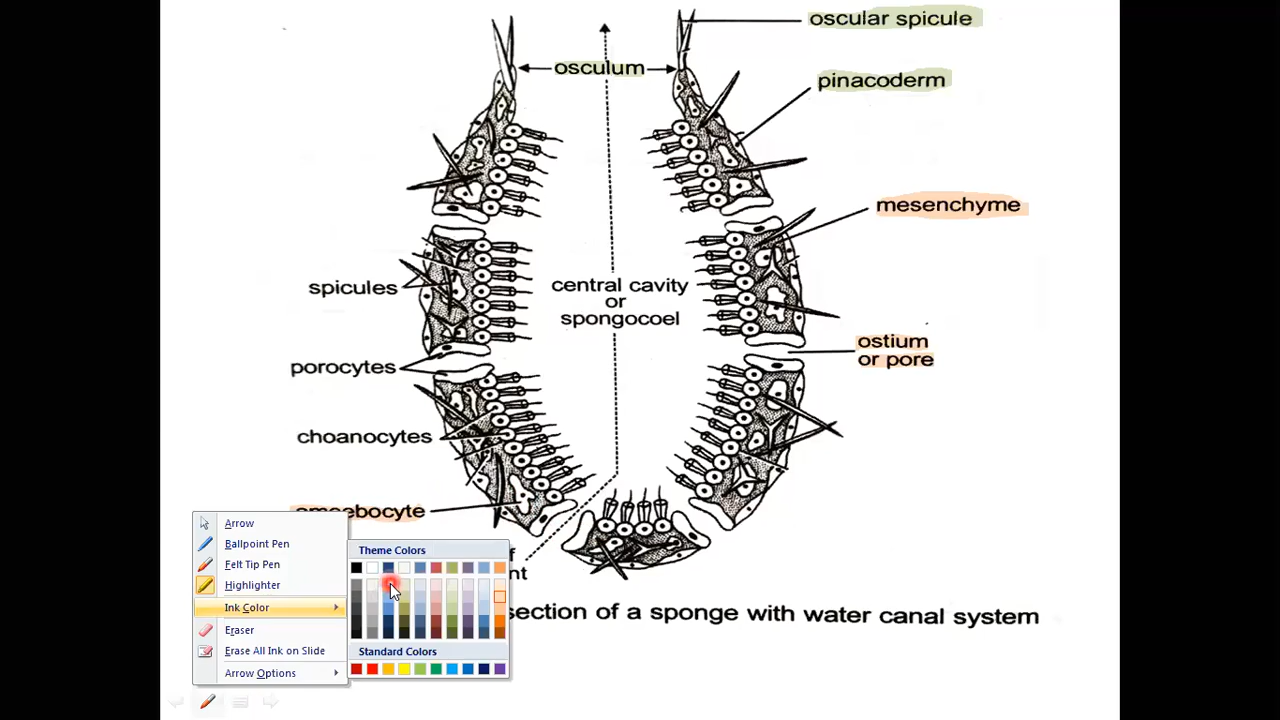 oscular spicule
osculum
pinacoderm
mesenchyme
central cavity
or
spongocoel
spicules
ostium
or pore
porocytes
choanocytes
amoebocyte
section of a sponge with water canal system
Arrow
Ballpoint Pen
Felt Tip Pen
Highlighter
Ink Color
Eraser
Erase All Ink on Slide
Arrow Options
Theme Colors
Standard Colors